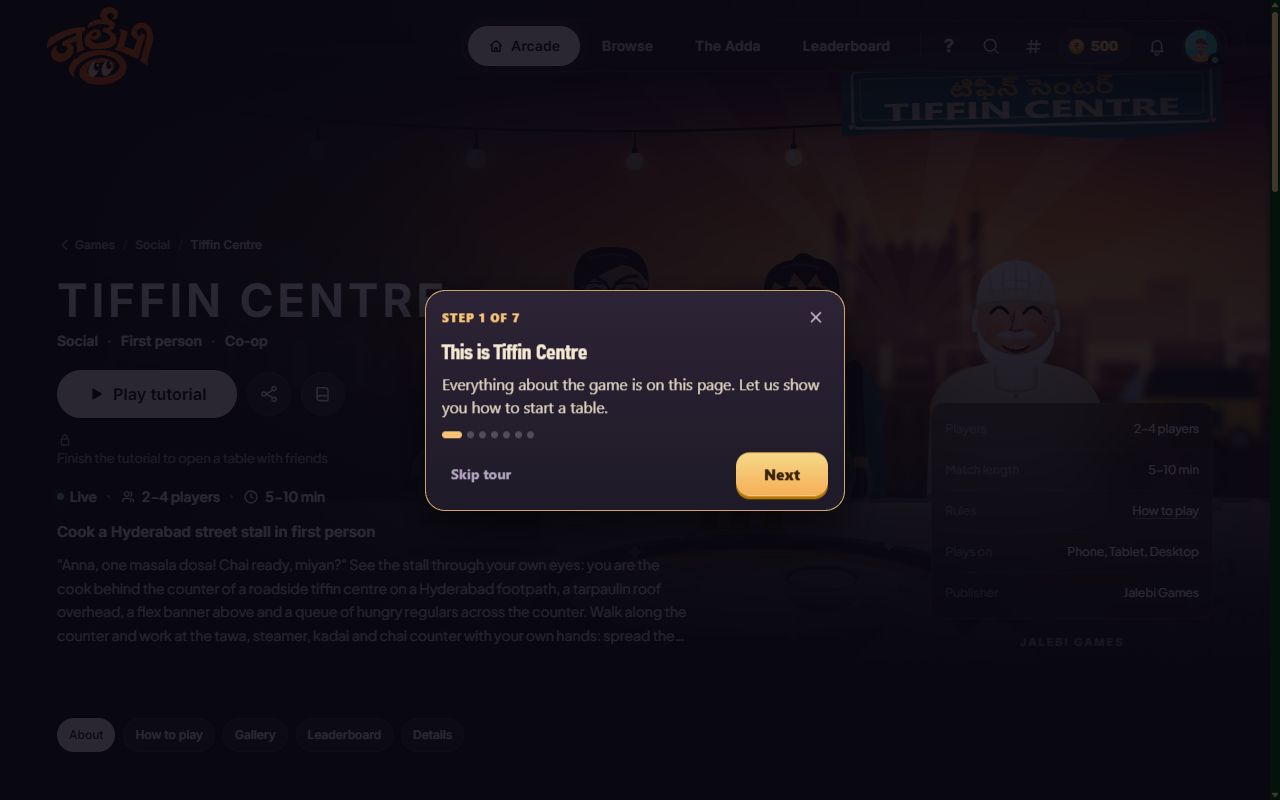 जलेबी
Arcade
Browse
The Adda
Leaderboard
?
#
500
టిఫిన్ సెంటర్
TIFFIN CENTRE
Games / Social / Tiffin Centre
TIFFIN CENTRE
Social · First person · Co-op
Play tutorial
Finish the tutorial to open a table with friends
Live · 2–4 players · 5–10 min
Cook a Hyderabad street stall in first person
"Anna, one masala dosa! Chai ready, miyan?" See the stall through your own eyes: you are the
cook behind the counter of a roadside tiffin centre on a Hyderabad footpath, a tarpaulin roof
overhead, a flex banner above and a queue of hungry regulars across the counter. Walk along the
counter and work at the tawa, steamer, kadai and chai counter with your own hands: spread the…
STEP 1 OF 7
This is Tiffin Centre
Everything about the game is on this page. Let us show
you how to start a table.
Skip tour
Next
Players 2–4 players
Match length 5–10 min
Rules How to play
Plays on Phone, Tablet, Desktop
Publisher Jalebi Games
JALEBI GAMES
About
How to play
Gallery
Leaderboard
Details